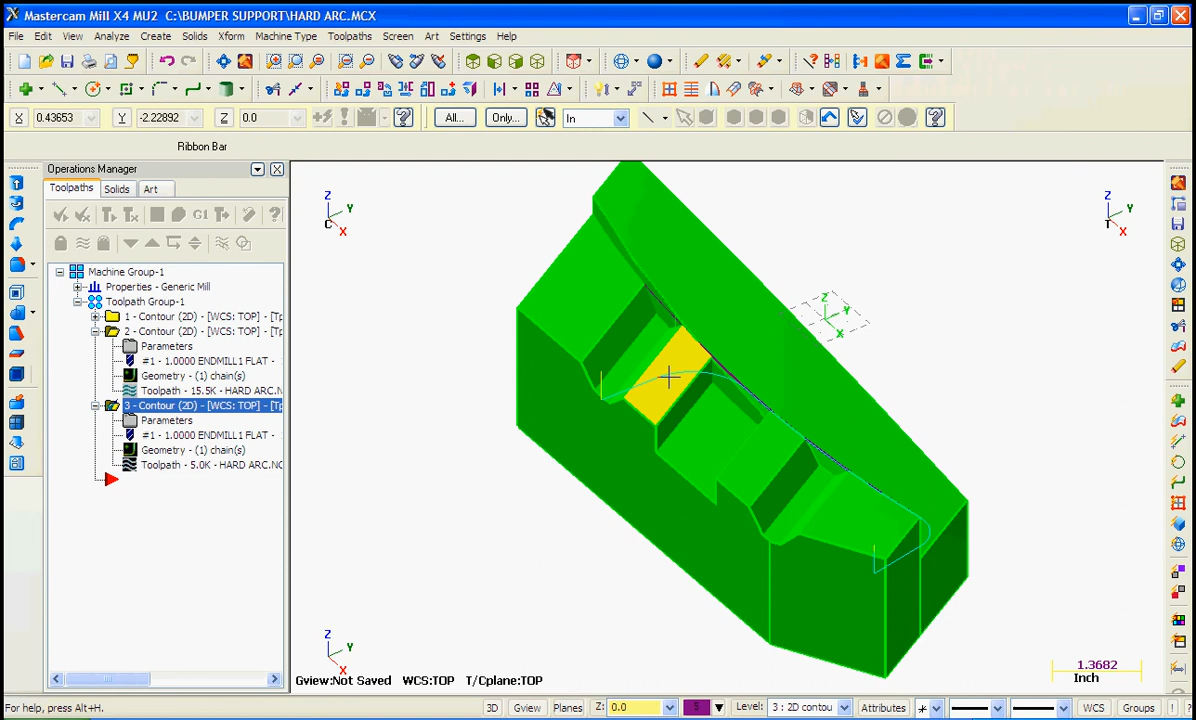 Mastercam Mill X4 MU2 C:\BUMPER SUPPORT\HARD ARC.MCX
File Edit View Analyze Create Solids Xform Machine Type Toolpaths Screen Art Settings Help
X 0.43653 Y -2.22892 Z 0.0 All... Only... In
Ribbon Bar
Operations Manager
Toolpaths Solids Art
G1
Machine Group-1
Properties - Generic Mill
Toolpath Group-1
1 - Contour (2D) - [WCS: TOP] - [T
2 - Contour (2D) - [WCS: TOP] - [T
Parameters
#1 - 1.0000 ENDMILL1 FLAT -
Geometry - (1) chain(s)
Toolpath - 15.5K - HARD ARC.N
3 - Contour (2D) - [WCS: TOP] - [T
Parameters
#1 - 1.0000 ENDMILL1 FLAT -
Geometry - (1) chain(s)
Toolpath - 5.0K - HARD ARC.NC
Z Y C X
Z Y T X
Z Y X
Z Y X
Gview:Not Saved WCS:TOP T/Cplane:TOP
1.3682
Inch
For help, press Alt+H. 3D Gview Planes Z: 0.0 5 Level: 3 : 2D contou Attributes WCS Groups